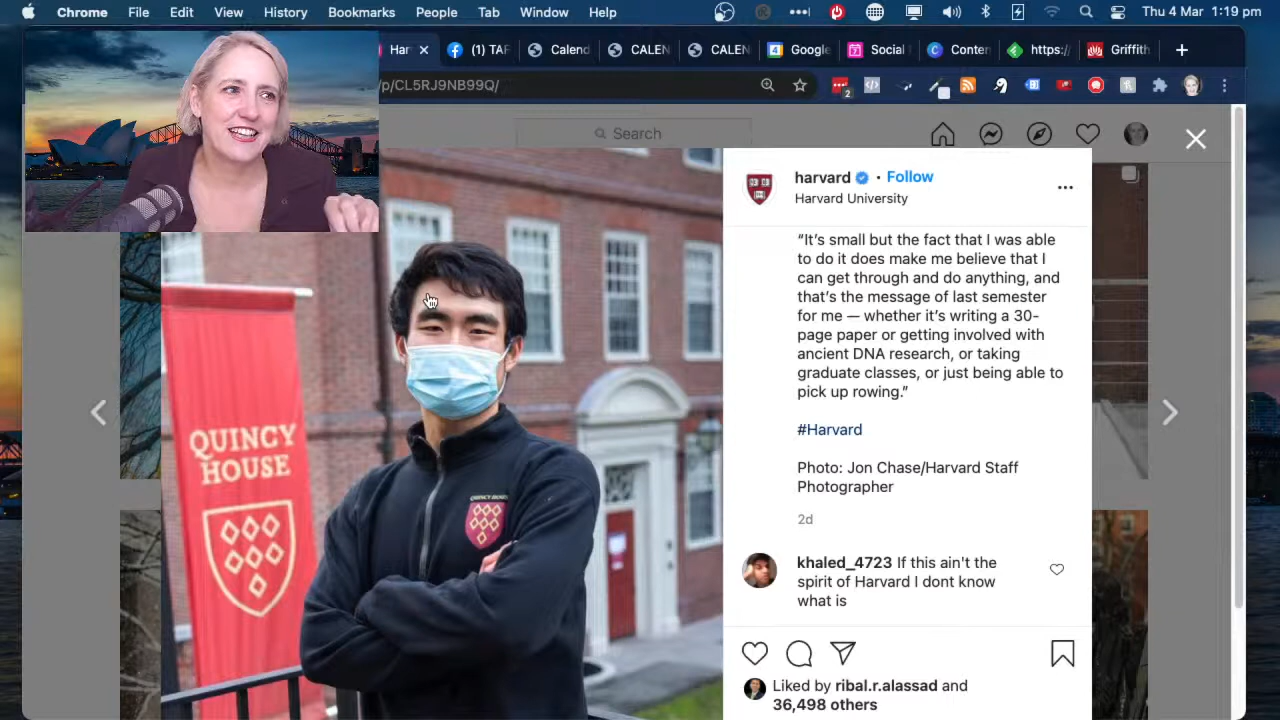 Chrome File Edit View History Bookmarks People Tab Window Help Thu 4 Mar 1:19 pm
Har (1) TAF Calend CALEN CALEN Google Social Conten https:/ Griffith
/p/CL5RJ9NB99Q/
2
Search
harvard • Follow
Harvard University
“It’s small but the fact that I was able
to do it does make me believe that I
can get through and do anything, and
that’s the message of last semester
for me — whether it’s writing a 30-
page paper or getting involved with
ancient DNA research, or taking
graduate classes, or just being able to
pick up rowing.”
#Harvard
Photo: Jon Chase/Harvard Staff
Photographer
2d
khaled_4723 If this ain't the
spirit of Harvard I dont know
what is
Liked by ribal.r.alassad and
36,498 others
QUINCY
HOUSE
QUINCY HOUSE